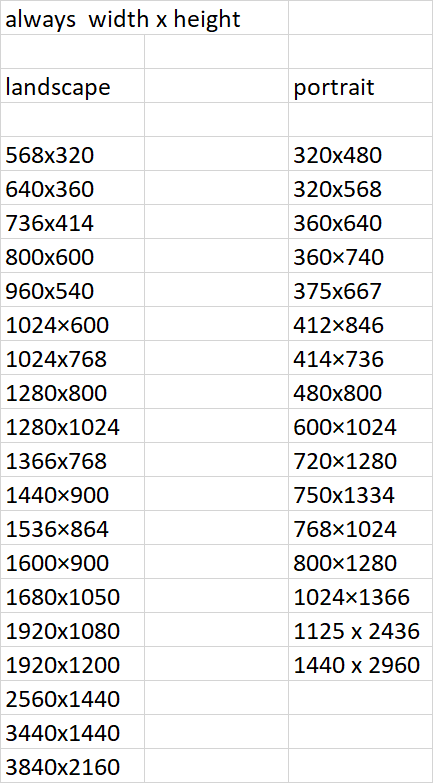 always  width x height
landscape portrait
568x320 320x480
640x360 320x568
736x414 360x640
800x600 360×740
960x540 375x667
1024×600 412×846
1024x768 414×736
1280x800 480x800
1280x1024 600×1024
1366x768 720×1280
1440×900 750x1334
1536×864 768×1024
1600×900 800×1280
1680x1050 1024×1366
1920x1080 1125 x 2436
1920x1200 1440 x 2960
2560x1440
3440x1440
3840x2160